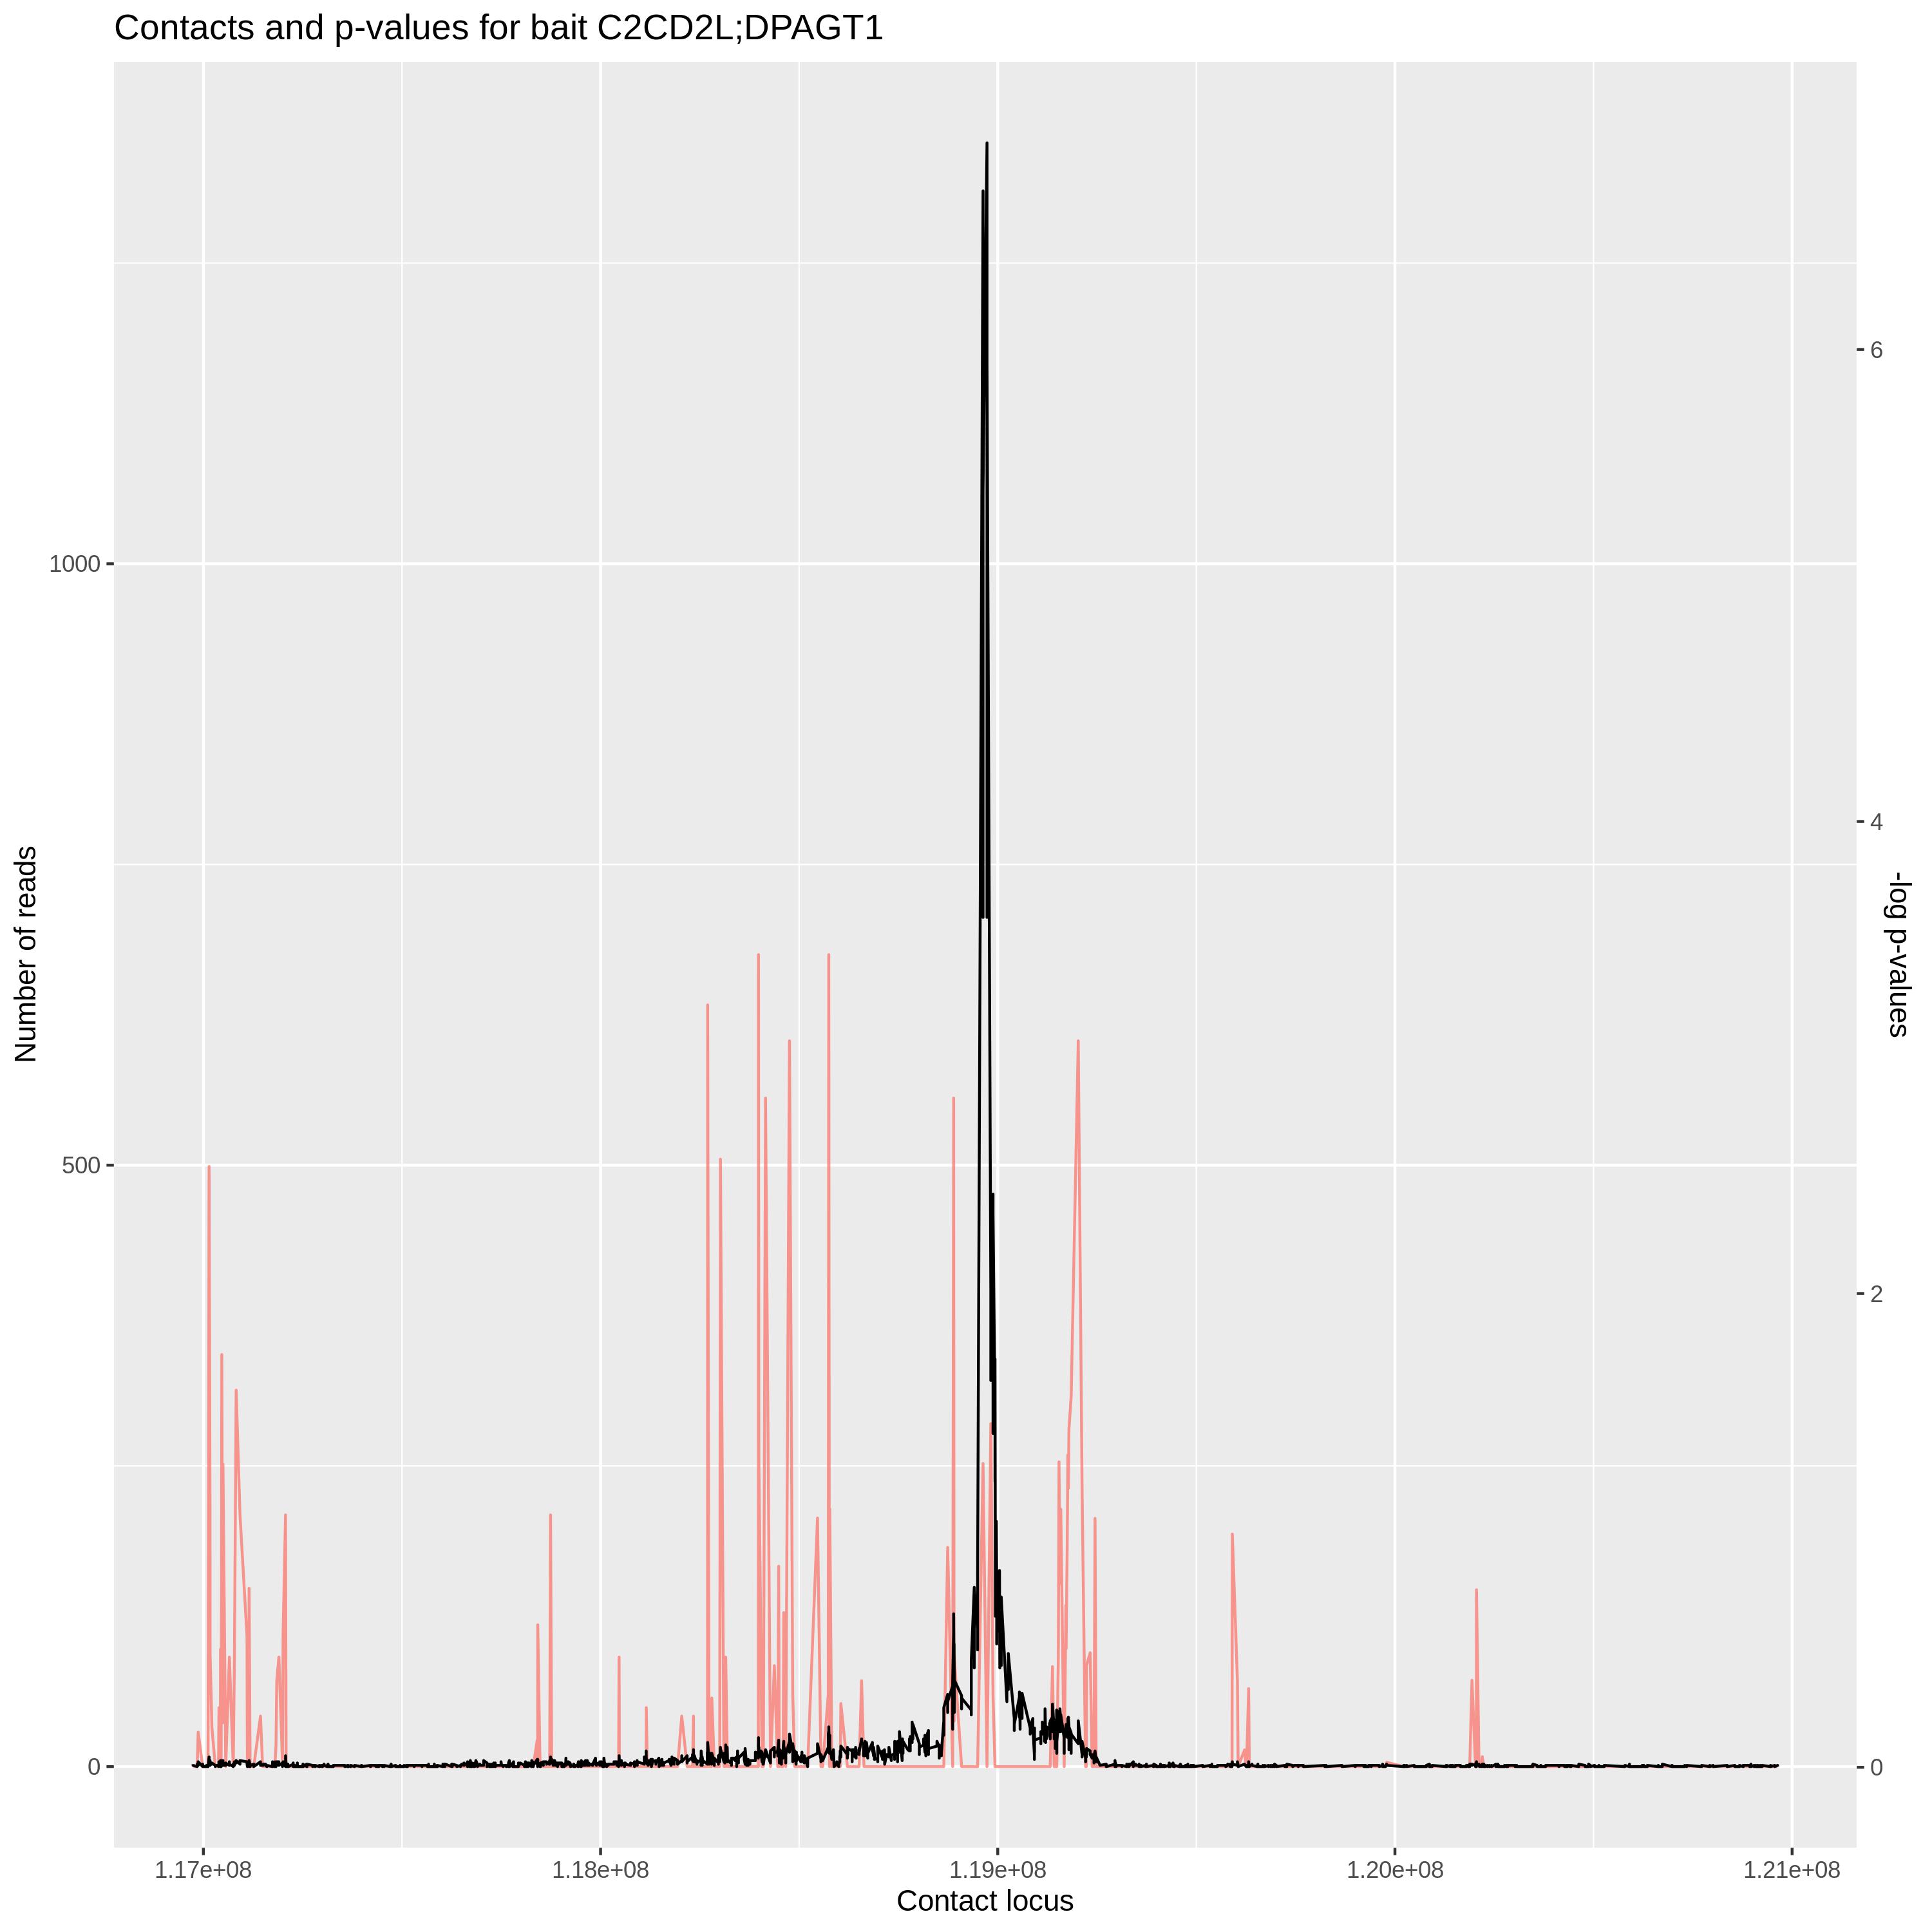 Contacts and p-values for bait C2CD2L;DPAGT1
1000
500
0
Number of reads
6
4
2
0
-log p-values
1.17e+08 1.18e+08 1.19e+08 1.20e+08 1.21e+08
Contact locus